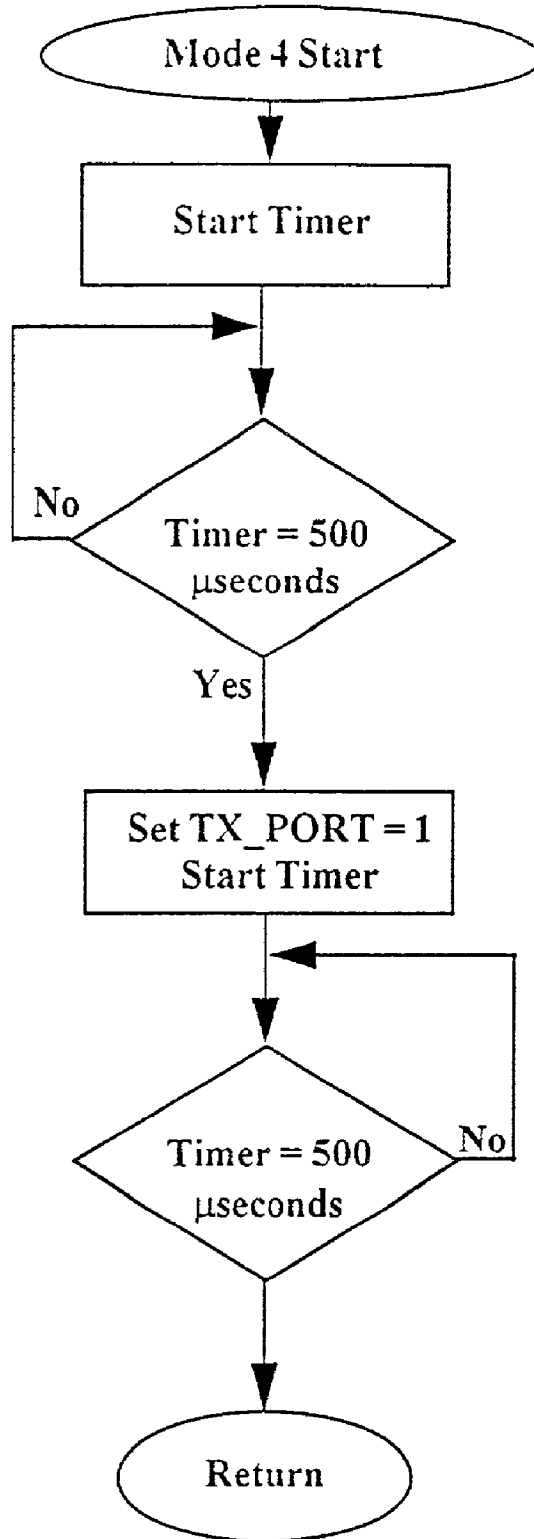 Mode 4 Start
Start Timer
No
Timer = 500
µseconds
Yes
Set TX_PORT = 1
Start Timer
No
Timer = 500
µseconds
Return